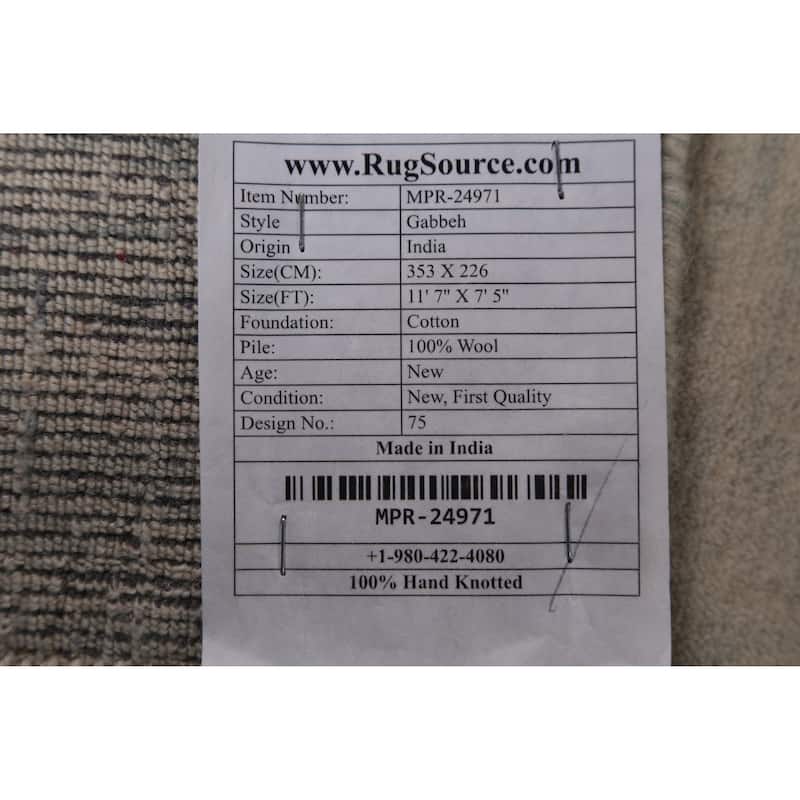 www.RugSource.com
Item Number: MPR-24971
Style Gabbeh
Origin India
Size(CM): 353 X 226
Size(FT): 11' 7" X 7' 5"
Foundation: Cotton
Pile: 100% Wool
Age: New
Condition: New, First Quality
Design No.: 75
Made in India
MPR-24971
+1-980-422-4080
100% Hand Knotted